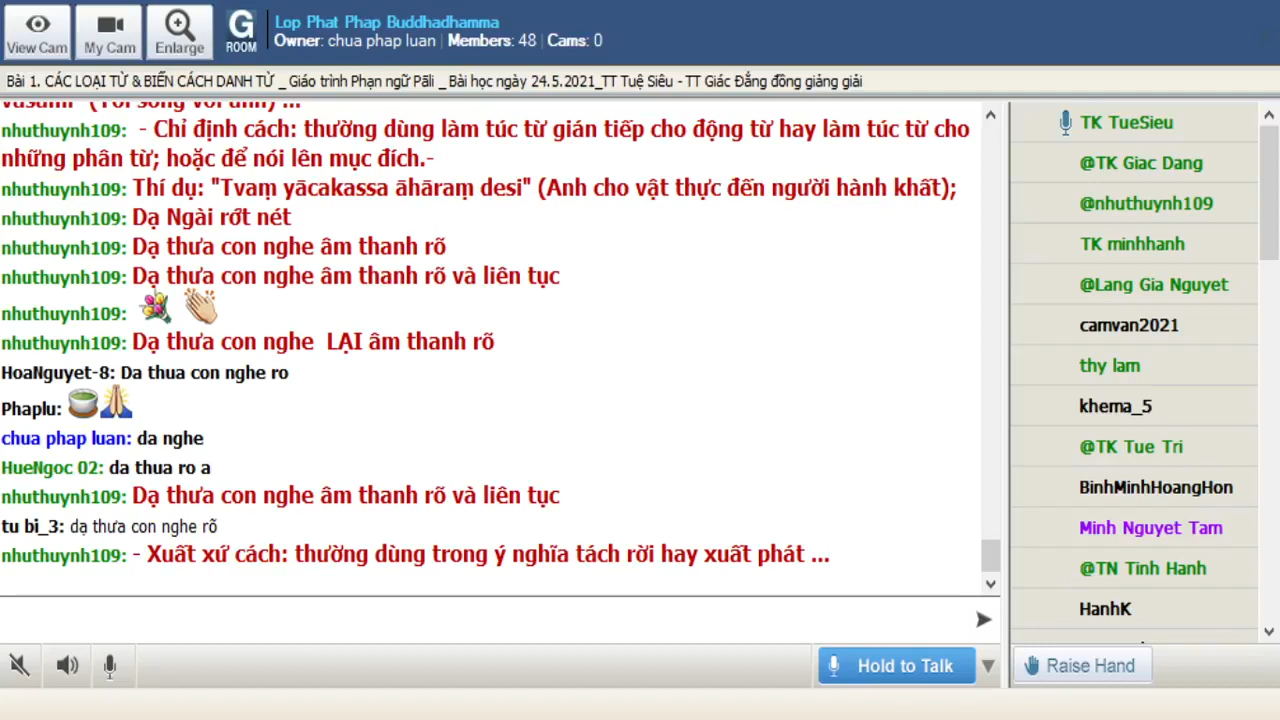 View Cam
My Cam
Enlarge
G
ROOM
Lop Phat Phap Buddhadhamma
Owner: chua phap luan | Members: 48 | Cams: 0
Bài 1. CÁC LOẠI TỪ & BIẾN CÁCH DANH TỪ _Giáo trình Phạn ngữ Pāli _Bài học ngày 24.5.2021_TT Tuệ Siêu - TT Giác Đẳng đồng giảng giải
nhuthuynh109: - Chỉ định cách: thường dùng làm túc từ gián tiếp cho động từ hay làm túc từ cho
những phân từ; hoặc để nói lên mục đích.-
nhuthuynh109: Thí dụ: "Tvaṃ yācakassa āhāraṃ desi" (Anh cho vật thực đến người hành khất);
nhuthuynh109: Dạ Ngài rớt nét
nhuthuynh109: Dạ thưa con nghe âm thanh rõ
nhuthuynh109: Dạ thưa con nghe âm thanh rõ và liên tục
nhuthuynh109:
nhuthuynh109: Dạ thưa con nghe LẠI âm thanh rõ
HoaNguyet-8: Da thua con nghe ro
Phaplu:
chua phap luan: da nghe
HueNgoc 02: da thua ro a
nhuthuynh109: Dạ thưa con nghe âm thanh rõ và liên tục
tu bi_3: dạ thưa con nghe rõ
nhuthuynh109: - Xuất xứ cách: thường dùng trong ý nghĩa tách rời hay xuất phát ...
TK TueSieu
@TK Giac Dang
@nhuthuynh109
TK minhhanh
@Lang Gia Nguyet
camvan2021
thy lam
khema_5
@TK Tue Tri
BinhMinhHoangHon
Minh Nguyet Tam
@TN Tinh Hanh
HanhK
Hold to Talk
Raise Hand